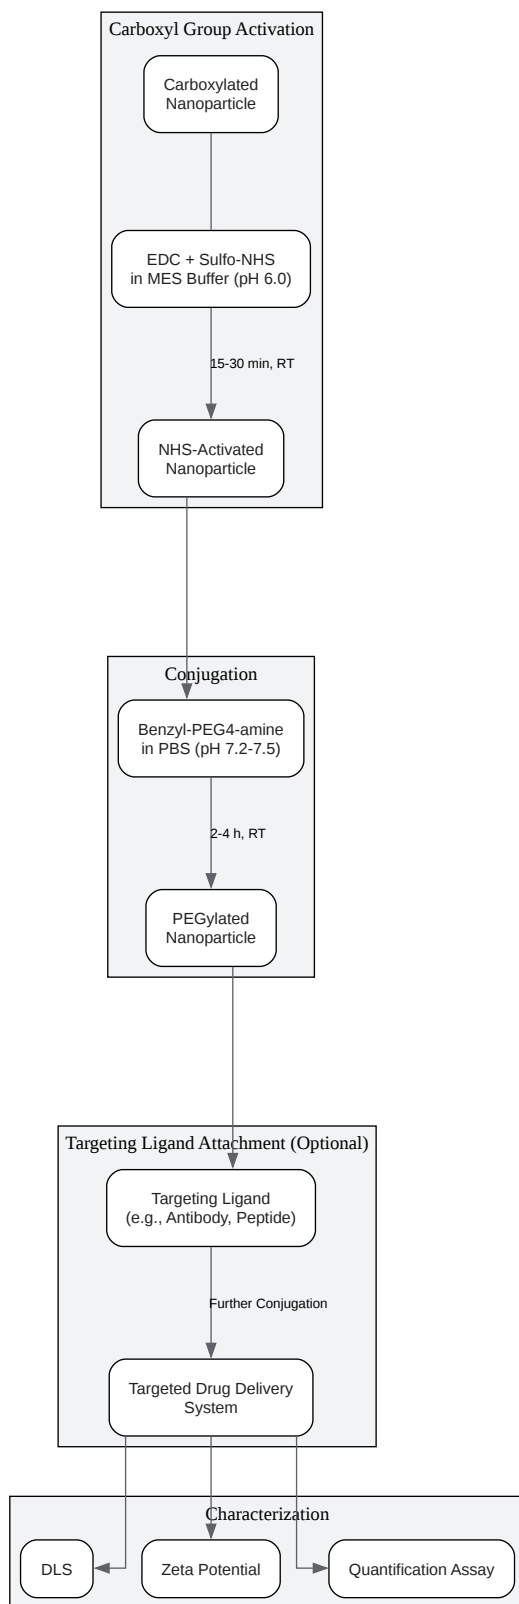 Carboxyl Group Activation
Carboxylated
Nanoparticle
EDC + Sulfo-NHS
in MES Buffer (pH 6.0)
15-30 min, RT
NHS-Activated
Nanoparticle
Conjugation
Benzyl-PEG4-amine
in PBS (pH 7.2-7.5)
2-4 h, RT
PEGylated
Nanoparticle
Targeting Ligand Attachment (Optional)
Targeting Ligand
(e.g., Antibody, Peptide)
Further Conjugation
Targeted Drug Delivery
System
Characterization
DLS
Zeta Potential
Quantification Assay